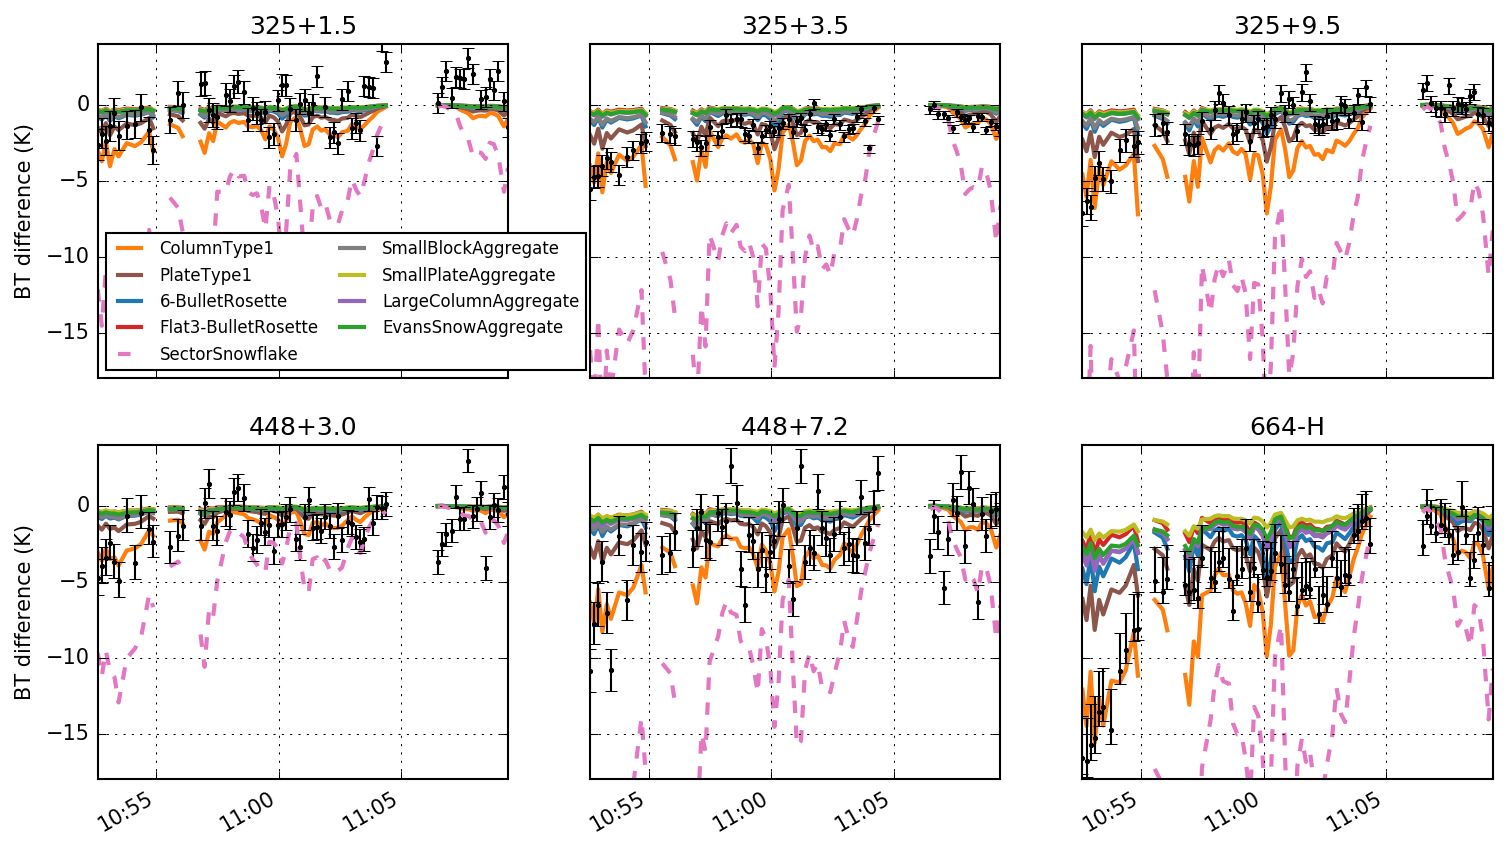 325+1.5 325+3.5 325+9.5
BT difference (K)
0
−5
−10
−15
ColumnType1 SmallBlockAggregate
PlateType1 SmallPlateAggregate
6-BulletRosette LargeColumnAggregate
Flat3-BulletRosette EvansSnowAggregate
SectorSnowflake
448+3.0 448+7.2 664-H
BT difference (K)
0
−5
−10
−15
10:55 11:00 11:05 10:55 11:00 11:05 10:55 11:00 11:05